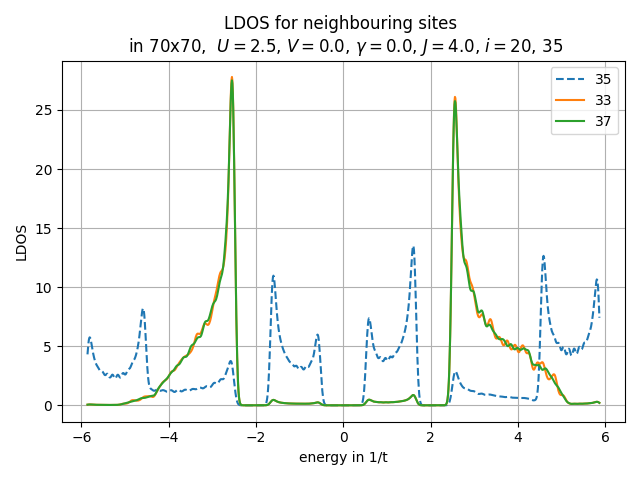 LDOS for neighbouring sites
in 70x70, U = 2.5, V = 0.0, γ = 0.0, J = 4.0, i = 20, 35
35
33
37
LDOS
25
20
15
10
5
0
−6 −4 −2 0 2 4 6
energy in 1/t